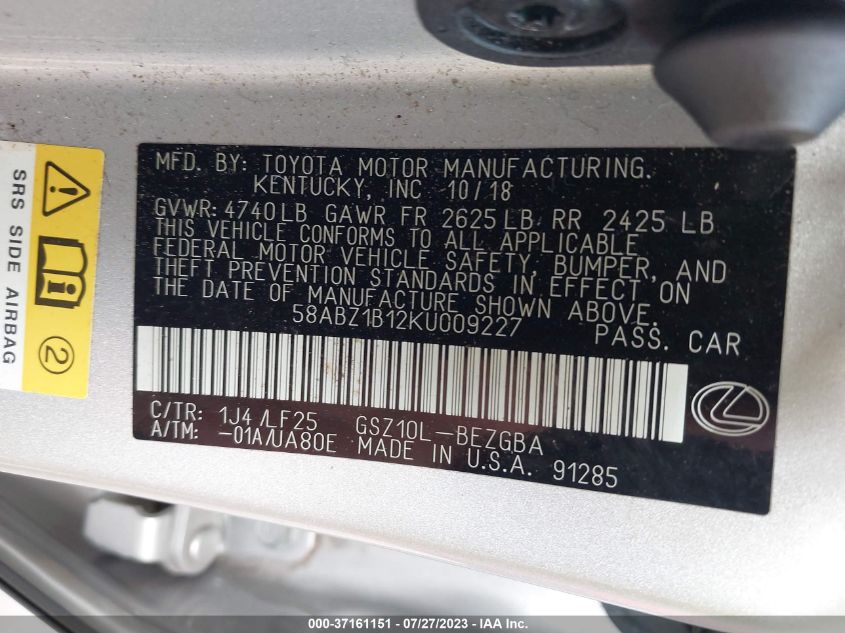 MFD. BY: TOYOTA MOTOR MANUFACTURING.
KENTUCKY, INC 10/18
GVWR: 4740LB GAWR FR 2625LB RR 2425 LB
THIS VEHICLE CONFORMS TO ALL APPLICABLE
FEDERAL MOTOR VEHICLE SAFETY, BUMPER, AND
THEFT PREVENTION STANDARDS IN EFFECT ON
THE DATE OF MANUFACTURE SHOWN ABOVE.
58ABZ1B12KU009227 PASS. CAR
C/TR: 1J4 /LF25 GSZ10L-BEZGBA
A/TM: -01A/UA80E MADE IN U.S.A. 91285
SRS SIDE AIRBAG
2
000-37161151 / 07/27/2023 / IAA Inc.